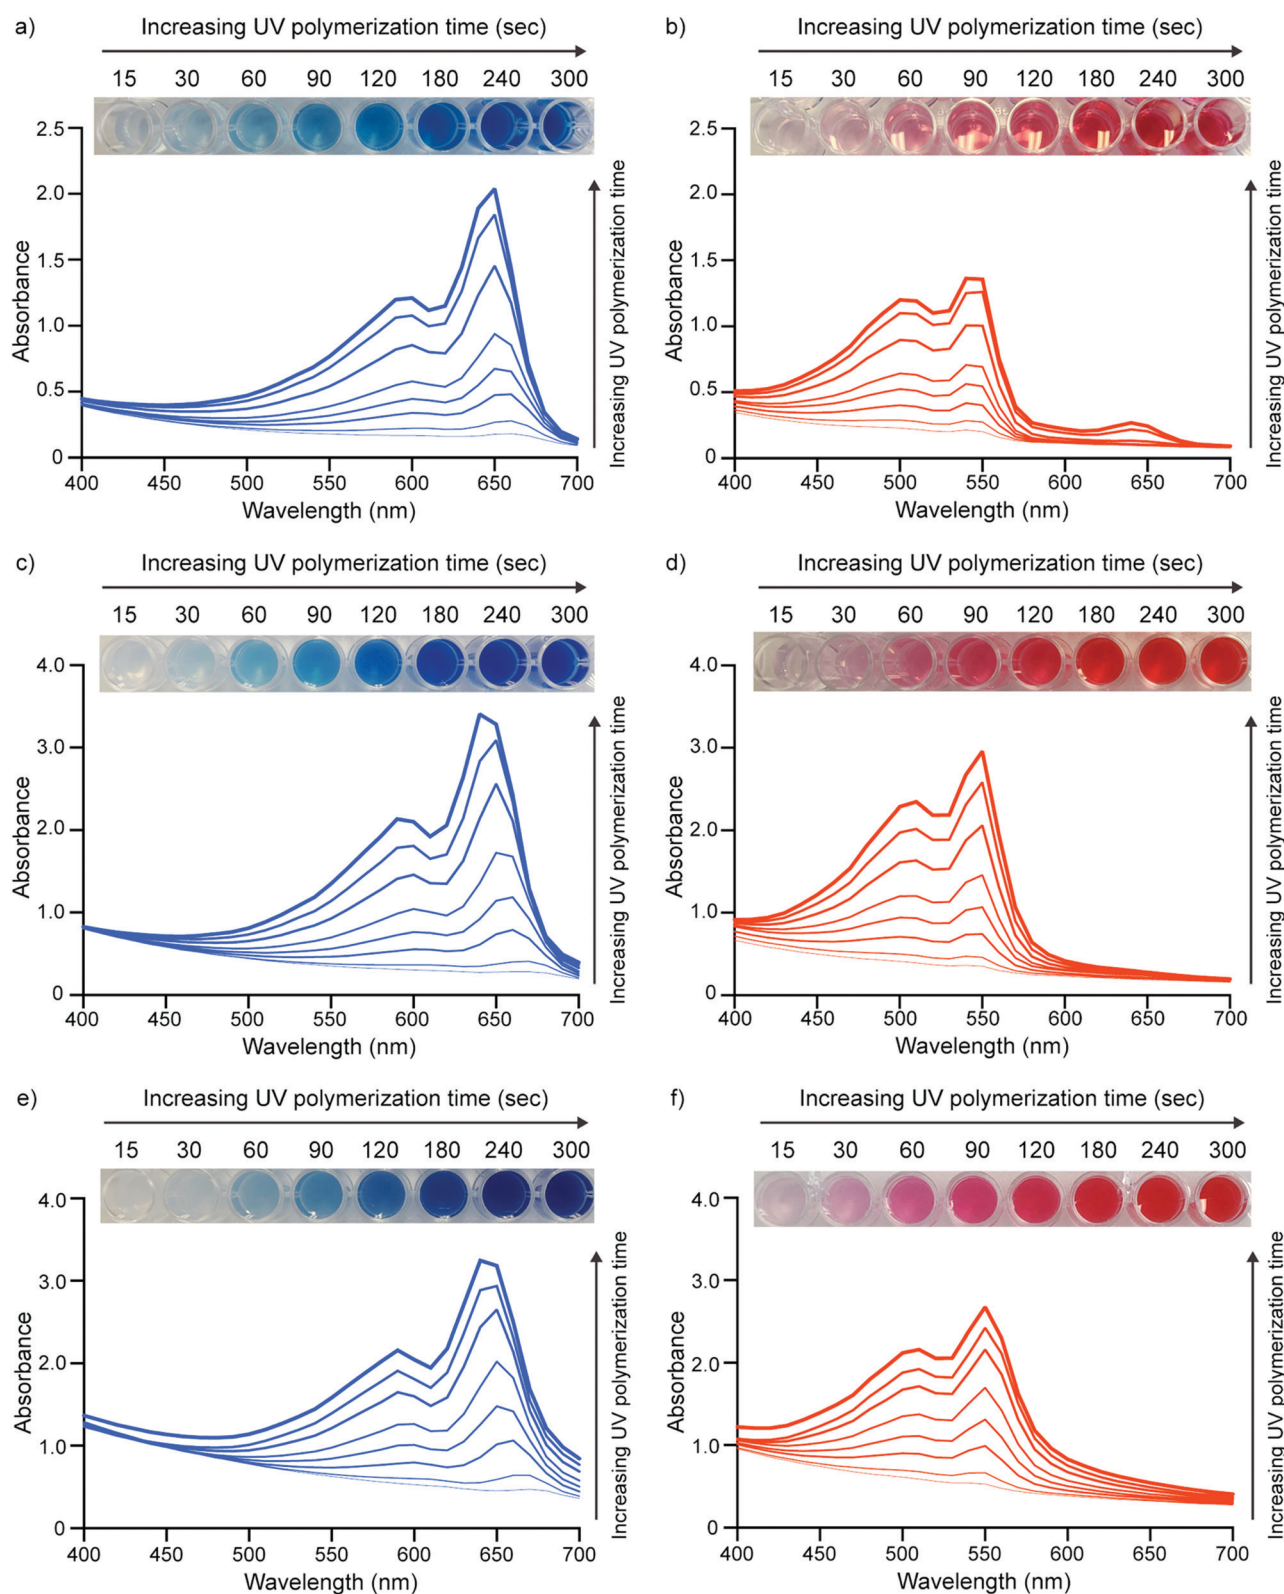 a)
Increasing UV polymerization time (sec)
15 30 60 90 120 180 240 300
2.5
2.0
1.5
1.0
0.5
0
Absorbance
400 450 500 550 600 650 700
Wavelength (nm)
Increasing UV polymerization time
b)
Increasing UV polymerization time (sec)
15 30 60 90 120 180 240 300
2.5
2.0
1.5
1.0
0.5
0
Absorbance
400 450 500 550 600 650 700
Wavelength (nm)
Increasing UV polymerization time
c)
Increasing UV polymerization time (sec)
15 30 60 90 120 180 240 300
4.0
3.0
2.0
1.0
0
Absorbance
400 450 500 550 600 650 700
Wavelength (nm)
Increasing UV polymerization time
d)
Increasing UV polymerization time (sec)
15 30 60 90 120 180 240 300
4.0
3.0
2.0
1.0
0
Absorbance
400 450 500 550 600 650 700
Wavelength (nm)
Increasing UV polymerization time
e)
Increasing UV polymerization time (sec)
15 30 60 90 120 180 240 300
4.0
3.0
2.0
1.0
0
Absorbance
400 450 500 550 600 650 700
Wavelength (nm)
Increasing UV polymerization time
f)
Increasing UV polymerization time (sec)
15 30 60 90 120 180 240 300
4.0
3.0
2.0
1.0
0
Absorbance
400 450 500 550 600 650 700
Wavelength (nm)
Increasing UV polymerization time